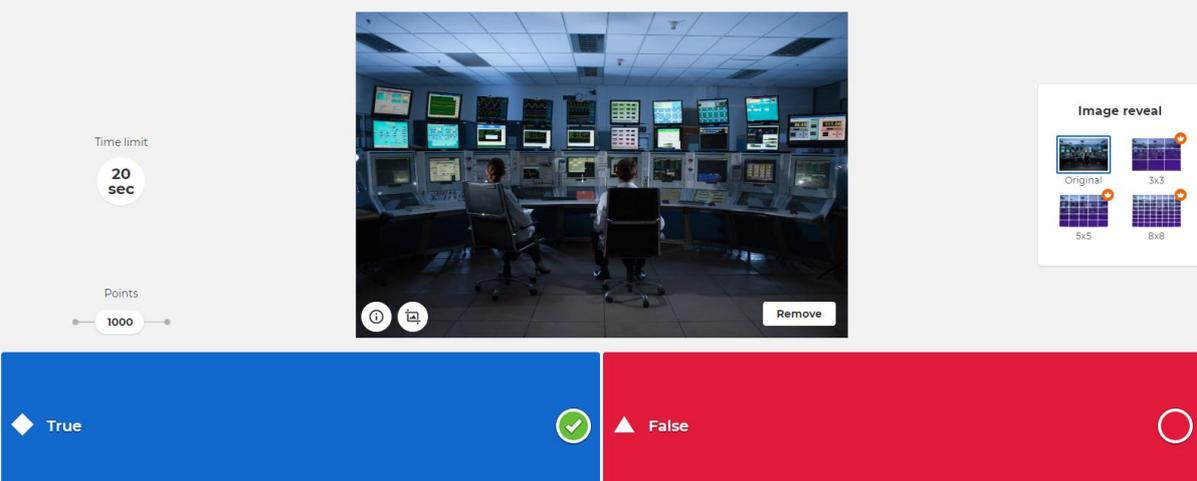 Time limit
20
sec
Points
1000
Remove
Image reveal
Original
3x3
5x5
8x8
True
False